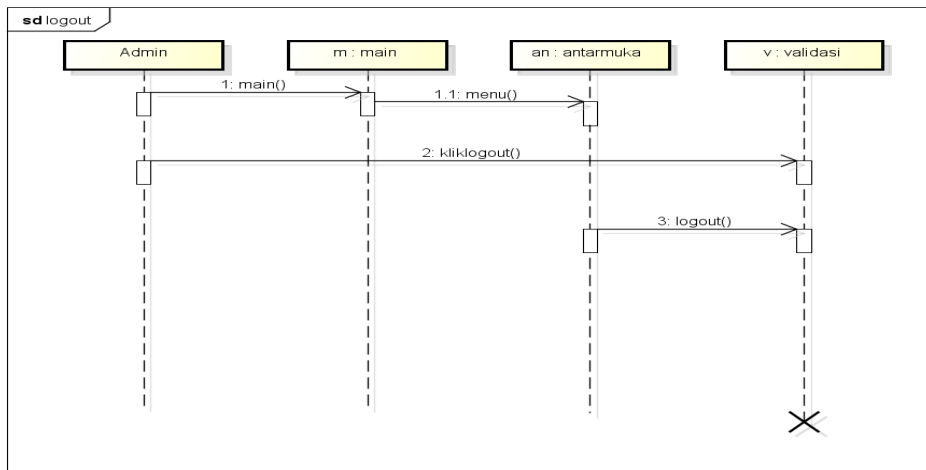 sd logout
Admin
m : main
an : antarmuka
v : validasi
1: main()
1.1: menu()
2: kliklogout()
3: logout()